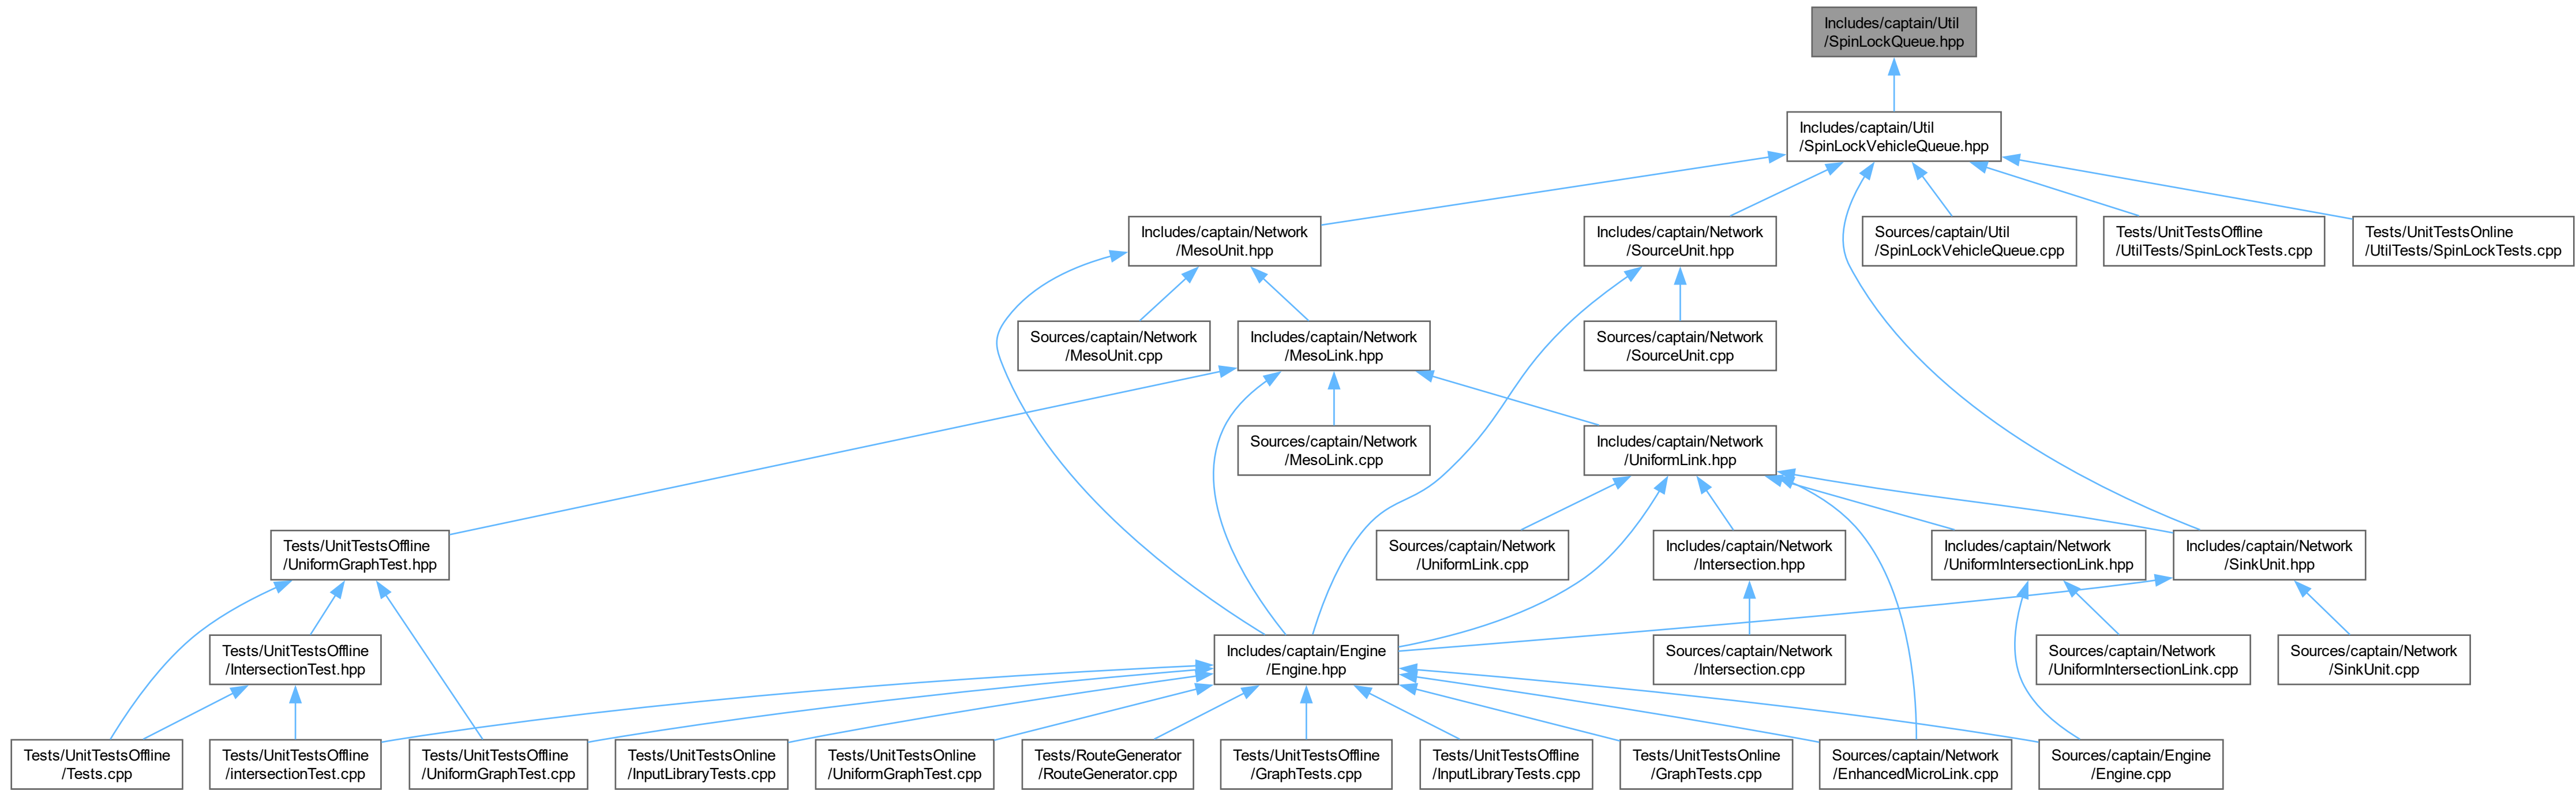 Includes/captain/Util
/SpinLockQueue.hpp
Includes/captain/Util
/SpinLockVehicleQueue.hpp
Includes/captain/Network
/MesoUnit.hpp
Includes/captain/Network
/SourceUnit.hpp
Sources/captain/Util
/SpinLockVehicleQueue.cpp
Tests/UnitTestsOffline
/UtilTests/SpinLockTests.cpp
Tests/UnitTestsOnline
/UtilTests/SpinLockTests.cpp
Sources/captain/Network
/MesoUnit.cpp
Includes/captain/Network
/MesoLink.hpp
Sources/captain/Network
/SourceUnit.cpp
Sources/captain/Network
/MesoLink.cpp
Includes/captain/Network
/UniformLink.hpp
Tests/UnitTestsOffline
/UniformGraphTest.hpp
Sources/captain/Network
/UniformLink.cpp
Includes/captain/Network
/Intersection.hpp
Includes/captain/Network
/UniformIntersectionLink.hpp
Includes/captain/Network
/SinkUnit.hpp
Tests/UnitTestsOffline
/IntersectionTest.hpp
Includes/captain/Engine
/Engine.hpp
Sources/captain/Network
/Intersection.cpp
Sources/captain/Network
/UniformIntersectionLink.cpp
Sources/captain/Network
/SinkUnit.cpp
Tests/UnitTestsOffline
/Tests.cpp
Tests/UnitTestsOffline
/intersectionTest.cpp
Tests/UnitTestsOffline
/UniformGraphTest.cpp
Tests/UnitTestsOnline
/InputLibraryTests.cpp
Tests/UnitTestsOnline
/UniformGraphTest.cpp
Tests/RouteGenerator
/RouteGenerator.cpp
Tests/UnitTestsOffline
/GraphTests.cpp
Tests/UnitTestsOffline
/InputLibraryTests.cpp
Tests/UnitTestsOnline
/GraphTests.cpp
Sources/captain/Network
/EnhancedMicroLink.cpp
Sources/captain/Engine
/Engine.cpp